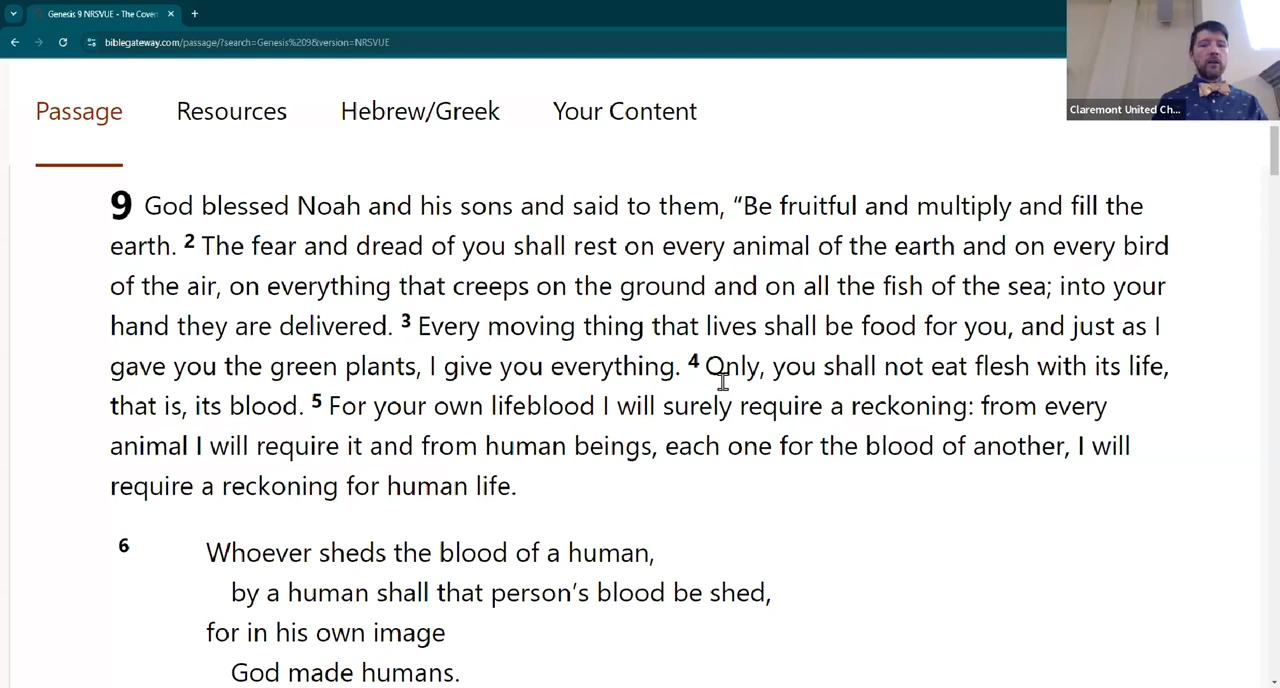 Genesis 9 NRSVUE - The Coven
biblegateway.com/passage/?search=Genesis%209&version=NRSVUE
Claremont United Ch...
Passage Resources Hebrew/Greek Your Content
9 God blessed Noah and his sons and said to them, “Be fruitful and multiply and fill the
earth. 2 The fear and dread of you shall rest on every animal of the earth and on every bird
of the air, on everything that creeps on the ground and on all the fish of the sea; into your
hand they are delivered. 3 Every moving thing that lives shall be food for you, and just as I
gave you the green plants, I give you everything. 4 Only, you shall not eat flesh with its life,
that is, its blood. 5 For your own lifeblood I will surely require a reckoning: from every
animal I will require it and from human beings, each one for the blood of another, I will
require a reckoning for human life.
6 Whoever sheds the blood of a human,
by a human shall that person’s blood be shed,
for in his own image
God made humans.